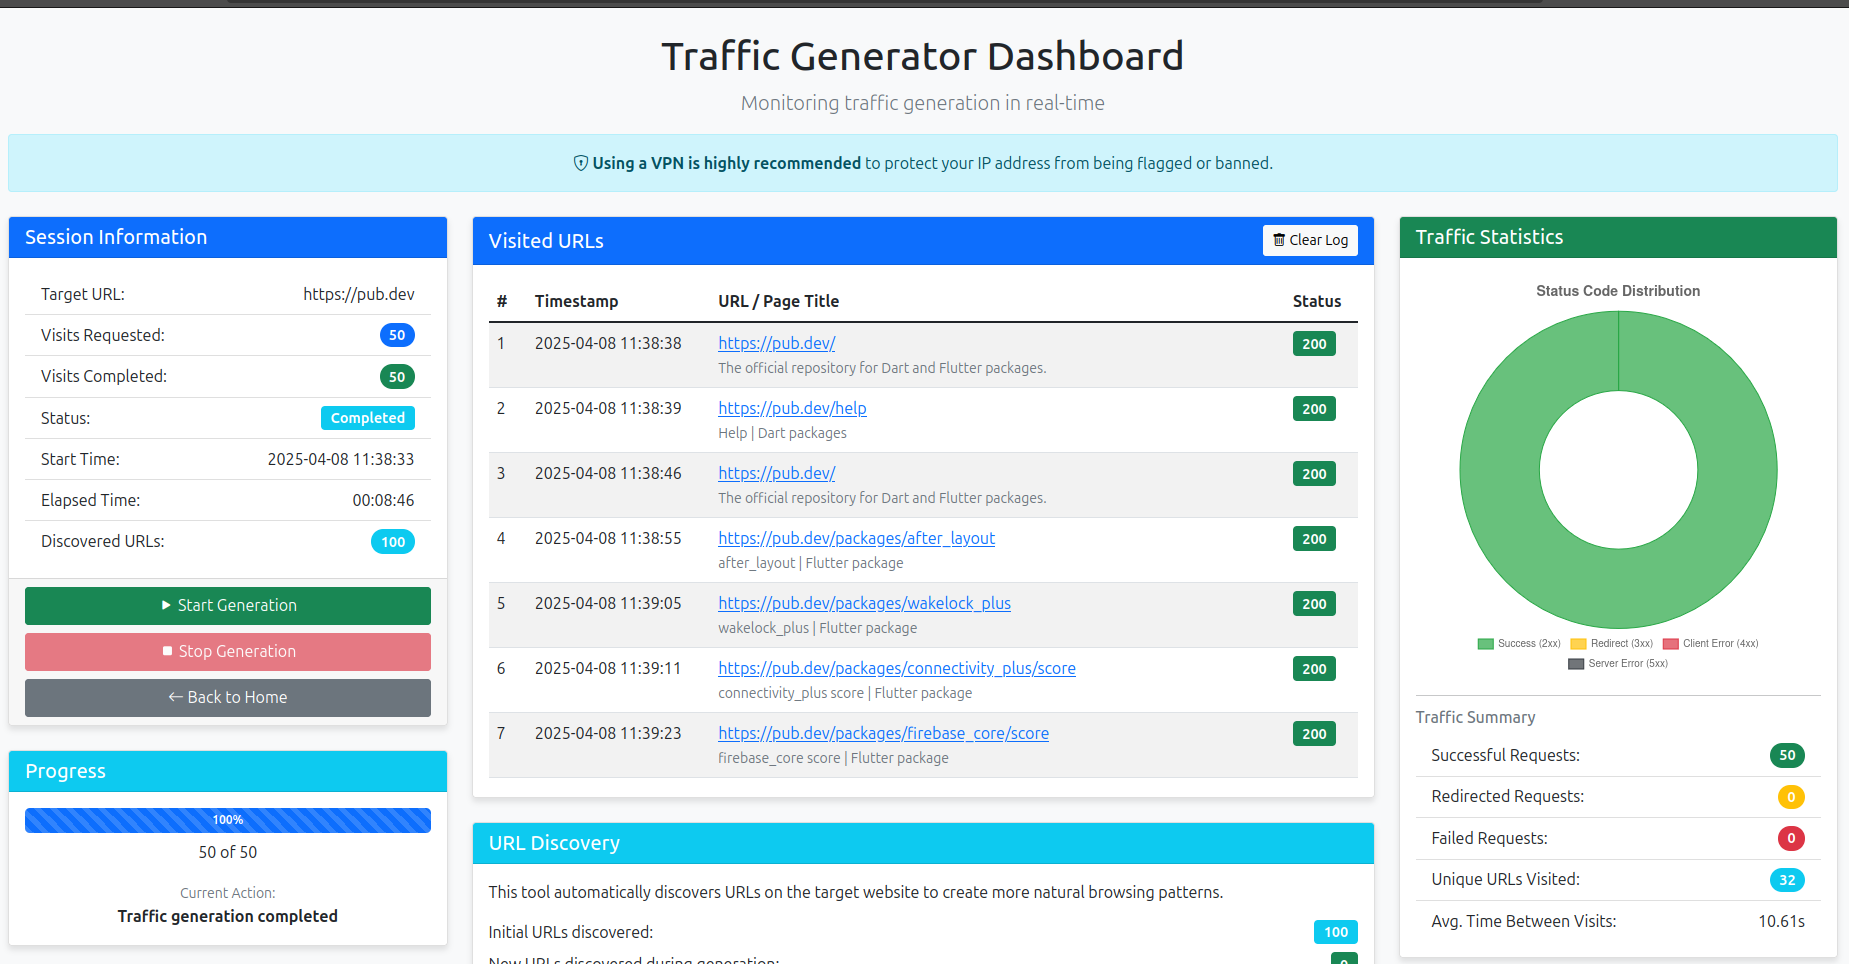 Traffic Generator Dashboard
Monitoring traffic generation in real-time
Using a VPN is highly recommended to protect your IP address from being flagged or banned.
Session Information
Target URL: https://pub.dev
Visits Requested: 50
Visits Completed: 50
Status: Completed
Start Time: 2025-04-08 11:38:33
Elapsed Time: 00:08:46
Discovered URLs: 100
Start Generation
Stop Generation
Back to Home
Progress
100%
50 of 50
Current Action:
Traffic generation completed
Visited URLs Clear Log
# Timestamp URL / Page Title Status
1 2025-04-08 11:38:38 https://pub.dev/ 200
The official repository for Dart and Flutter packages.
2 2025-04-08 11:38:39 https://pub.dev/help 200
Help | Dart packages
3 2025-04-08 11:38:46 https://pub.dev/ 200
The official repository for Dart and Flutter packages.
4 2025-04-08 11:38:55 https://pub.dev/packages/after_layout 200
after_layout | Flutter package
5 2025-04-08 11:39:05 https://pub.dev/packages/wakelock_plus 200
wakelock_plus | Flutter package
6 2025-04-08 11:39:11 https://pub.dev/packages/connectivity_plus/score 200
connectivity_plus score | Flutter package
7 2025-04-08 11:39:23 https://pub.dev/packages/firebase_core/score 200
firebase_core score | Flutter package
URL Discovery
This tool automatically discovers URLs on the target website to create more natural browsing patterns.
Initial URLs discovered: 100
New URLs discovered during generation:
Traffic Statistics
Status Code Distribution
Success (2xx) Redirect (3xx) Client Error (4xx)
Server Error (5xx)
Traffic Summary
Successful Requests: 50
Redirected Requests: 0
Failed Requests: 0
Unique URLs Visited: 32
Avg. Time Between Visits: 10.61s